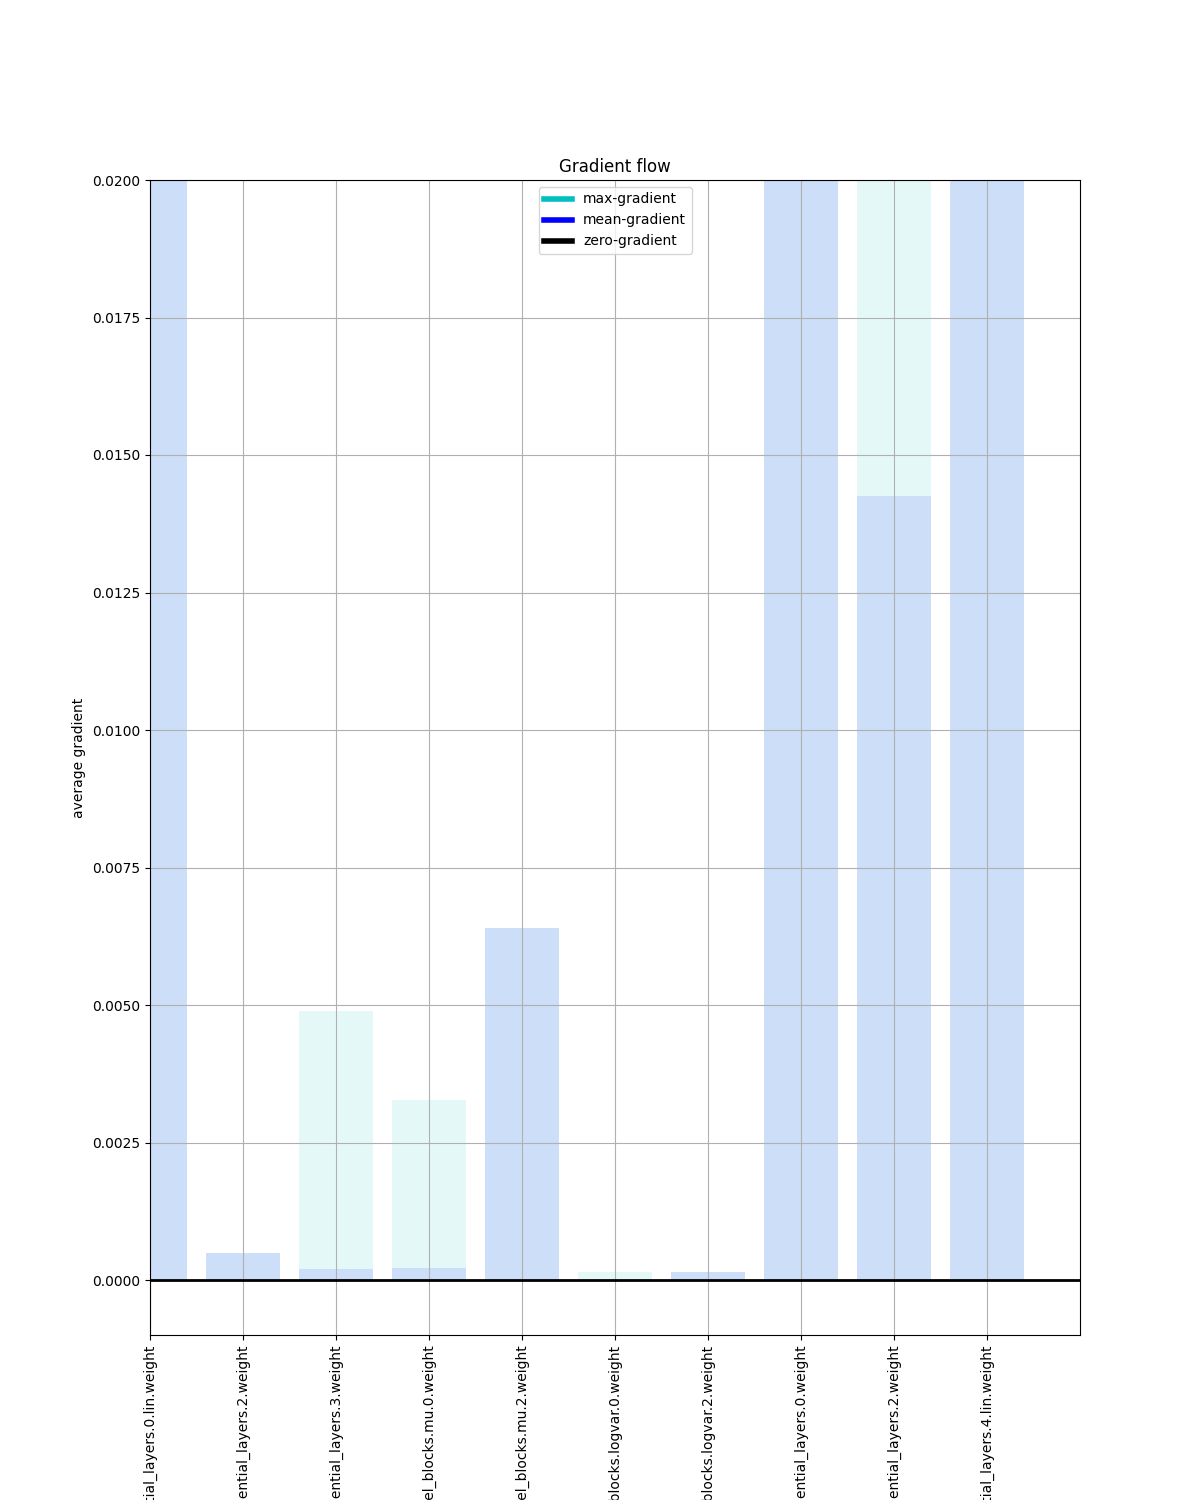 Gradient flow
max-gradient
mean-gradient
zero-gradient
0.0200
0.0175
0.0150
0.0125
0.0100
0.0075
0.0050
0.0025
0.0000
average gradient
tial_layers.0.lin.weight
ential_layers.2.weight
ential_layers.3.weight
el_blocks.mu.0.weight
el_blocks.mu.2.weight
blocks.logvar.0.weight
blocks.logvar.2.weight
ential_layers.0.weight
ential_layers.2.weight
tial_layers.4.lin.weight